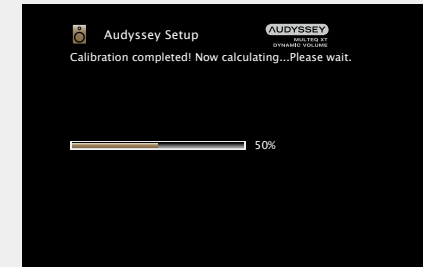 Audyssey Setup
AUDYSSEY
MULTEQ XT
DYNAMIC VOLUME
Calibration completed! Now calculating...Please wait.
50%